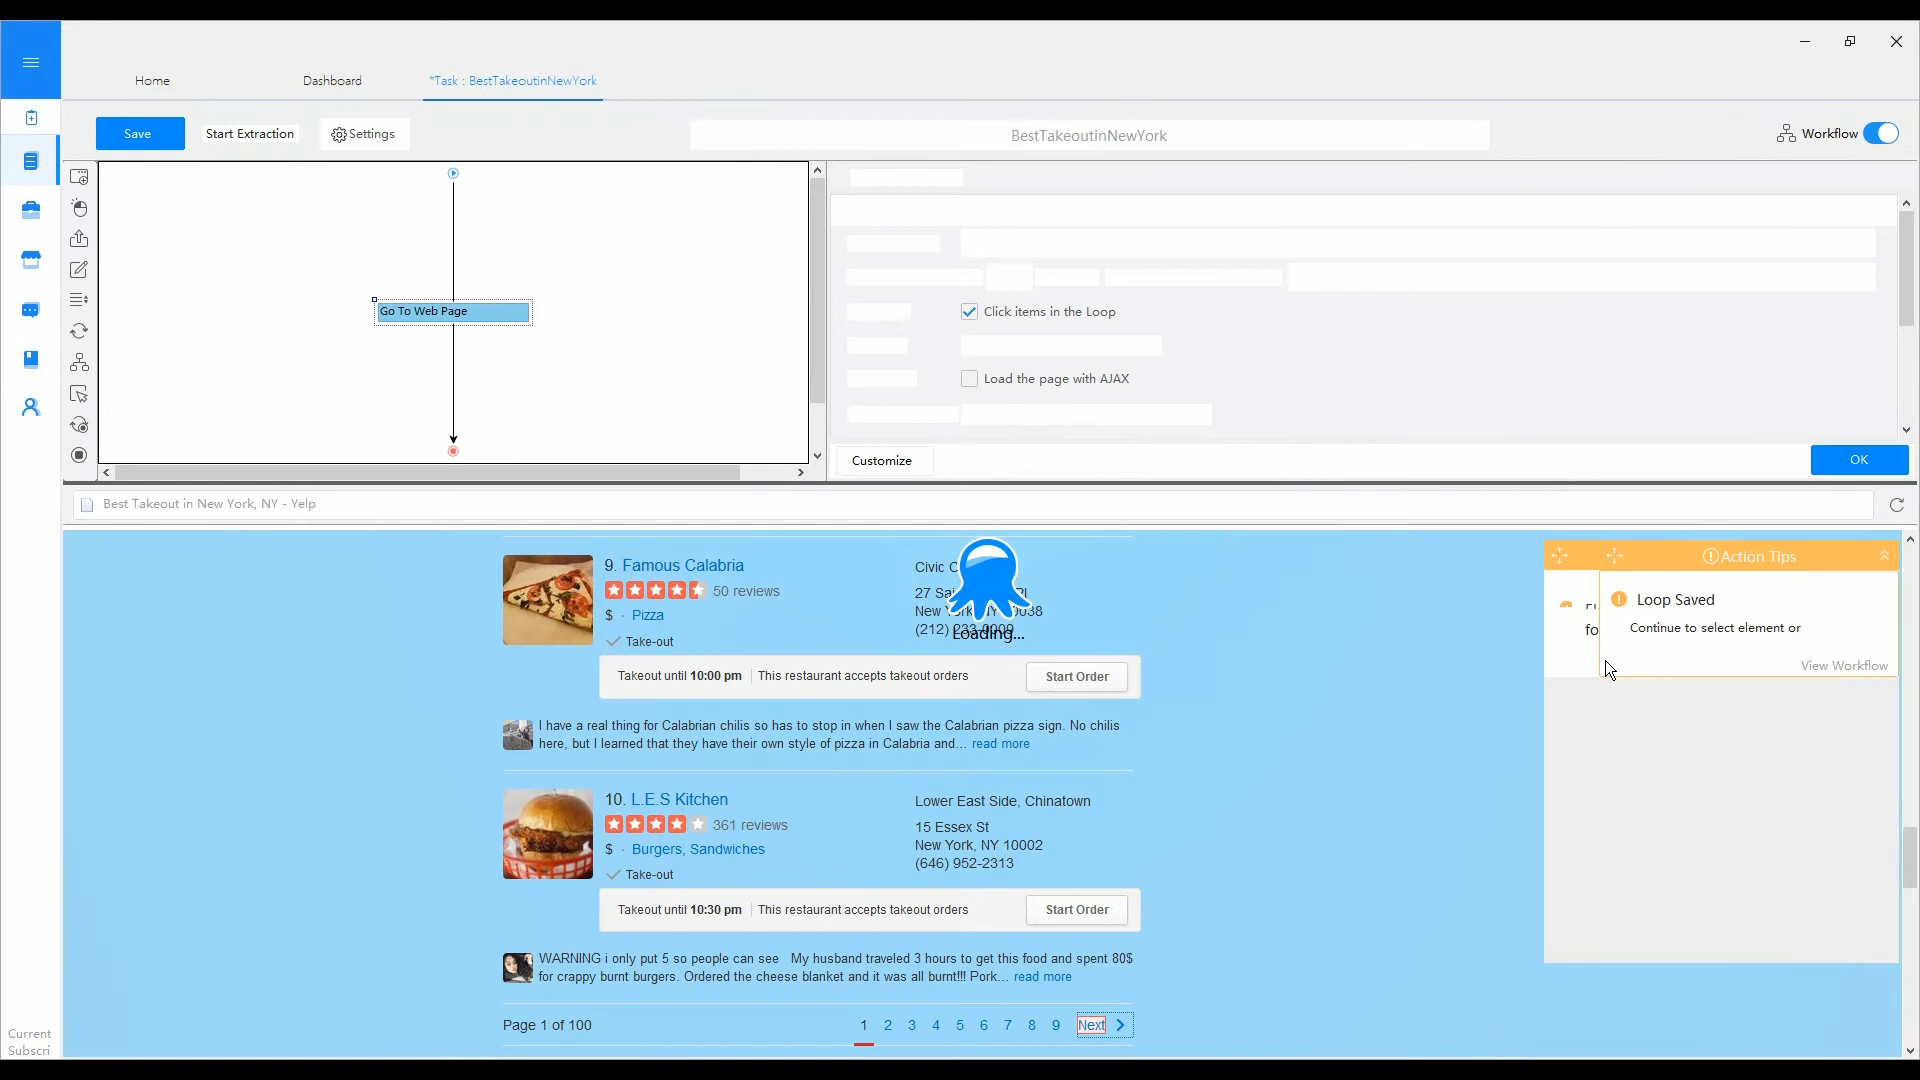 Home
Dashboard
*Task : BestTakeoutinNewYork
Save
Start Extraction
Settings
BestTakeoutinNewYork
Workflow
Go To Web Page
Click items in the Loop
Load the page with AJAX
Customize
OK
Best Takeout in New York, NY - Yelp
9. Famous Calabria
50 reviews
$ · Pizza
Take-out
Civic C
27 Sai
New York, NY 10038
(212) 233-0009
Loading...
Takeout until 10:00 pm
This restaurant accepts takeout orders
Start Order
I have a real thing for Calabrian chilis so has to stop in when I saw the Calabrian pizza sign. No chilis
here, but I learned that they have their own style of pizza in Calabria and... read more
10. L.E.S Kitchen
361 reviews
$ · Burgers, Sandwiches
Take-out
Lower East Side, Chinatown
15 Essex St
New York, NY 10002
(646) 952-2313
Takeout until 10:30 pm
This restaurant accepts takeout orders
Start Order
WARNING i only put 5 so people can see My husband traveled 3 hours to get this food and spent 80$
for crappy burnt burgers. Ordered the cheese blanket and it was all burnt!!! Pork... read more
Page 1 of 100
1 2 3 4 5 6 7 8 9 Next
Action Tips
Loop Saved
fo
Continue to select element or
View Workflow
Current
Subscri